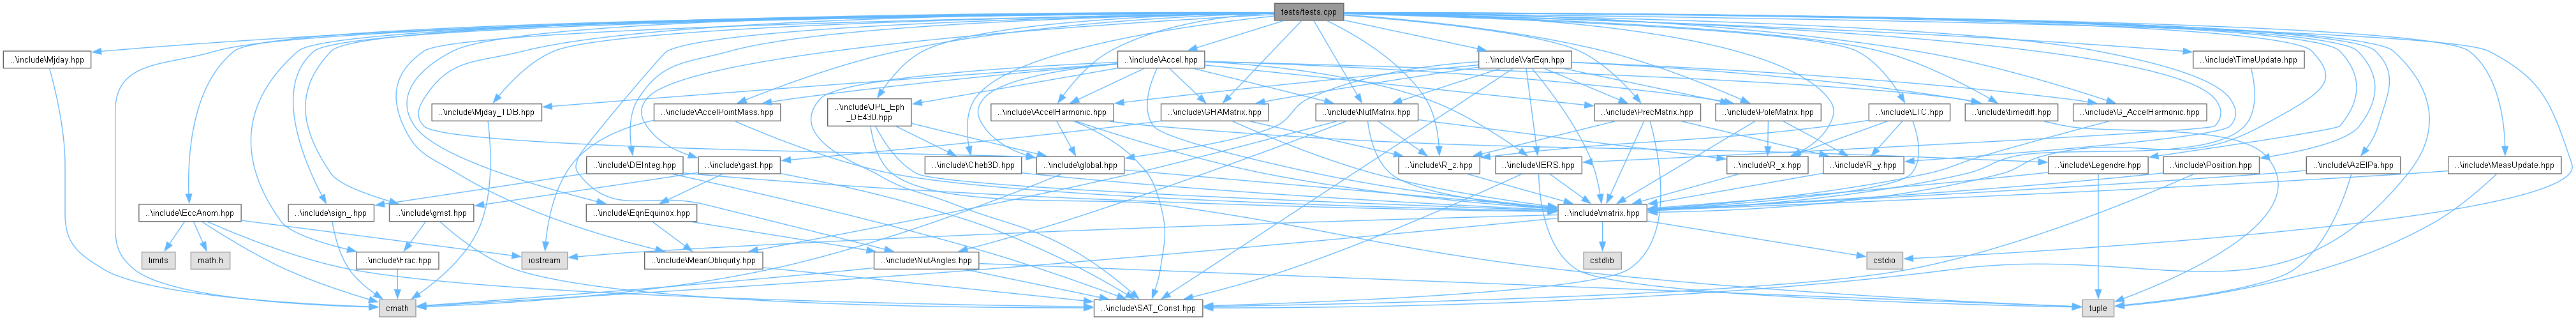 tests/tests.cpp
..\include\Mjday.hpp
..\include\Accel.hpp
..\include\VarEqn.hpp
..\include\TimeUpdate.hpp
..\include\Mjday_TDB.hpp
..\include\AccelPointMass.hpp
..\include\JPL_Eph
_DE430.hpp
..\include\AccelHarmonic.hpp
..\include\GHAMatrix.hpp
..\include\NutMatrix.hpp
..\include\PrecMatrix.hpp
..\include\PoleMatrix.hpp
..\include\LTC.hpp
..\include\timediff.hpp
..\include\G_AccelHarmonic.hpp
..\include\DEInteg.hpp
..\include\gast.hpp
..\include\Cheb3D.hpp
..\include\global.hpp
..\include\R_z.hpp
..\include\IERS.hpp
..\include\R_x.hpp
..\include\R_y.hpp
..\include\Legendre.hpp
..\include\Position.hpp
..\include\AzElPa.hpp
..\include\MeasUpdate.hpp
..\include\EccAnom.hpp
..\include\sign_.hpp
..\include\gmst.hpp
..\include\EqnEquinox.hpp
..\include\matrix.hpp
limits
math.h
..\include\Frac.hpp
iostream
..\include\MeanObliquity.hpp
..\include\NutAngles.hpp
cstdlib
cstdio
cmath
..\include\SAT_Const.hpp
tuple